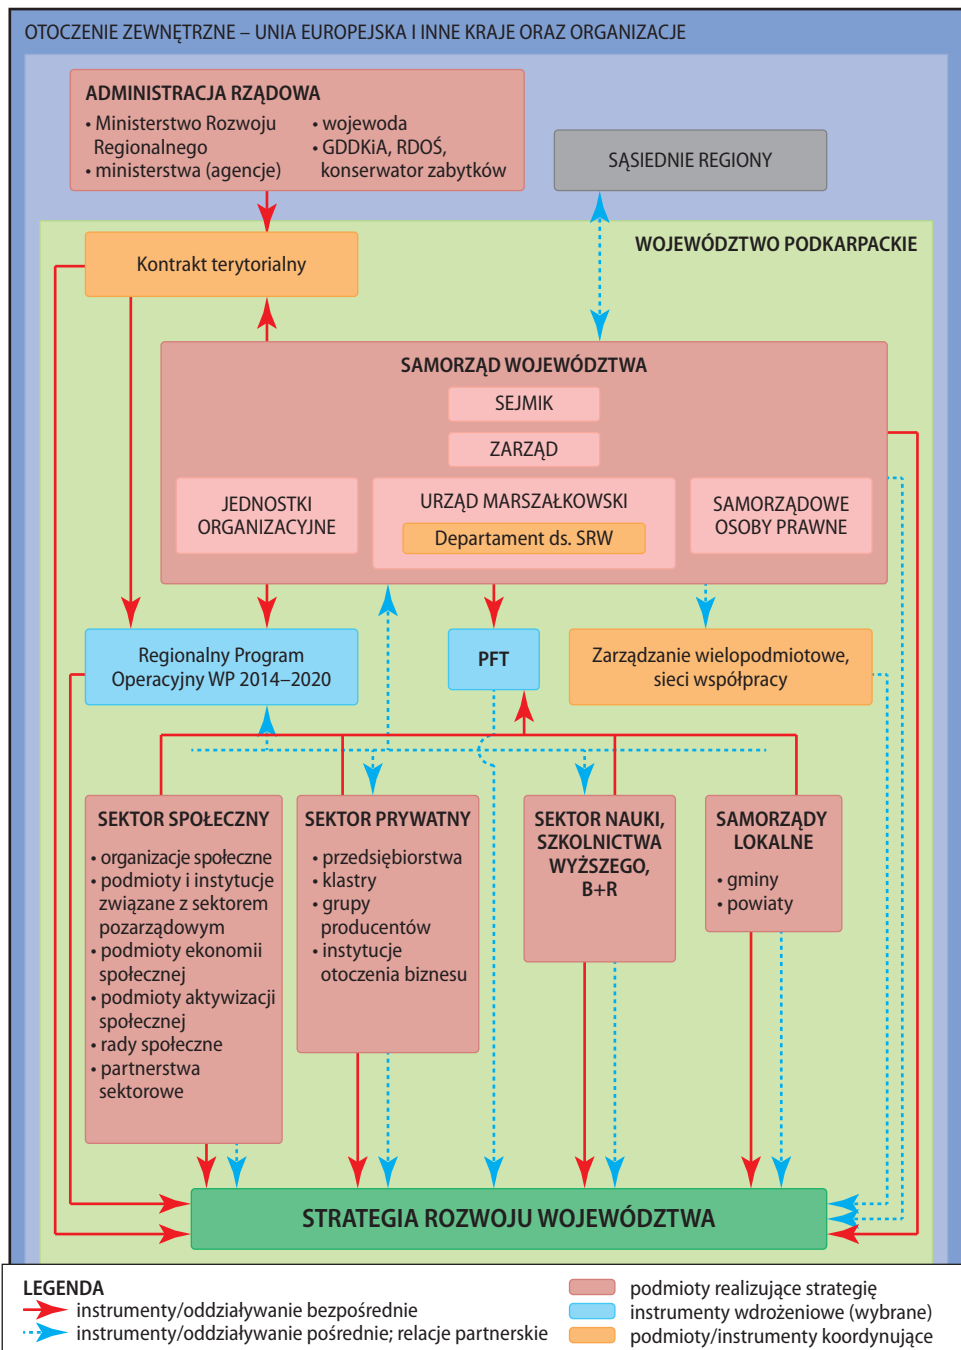 OTOCZENIE ZEWNĘTRZNE – UNIA EUROPEJSKA I INNE KRAJE ORAZ ORGANIZACJE
ADMINISTRACJA RZĄDOWA
• Ministerstwo Rozwoju
Regionalnego
• ministerstwa (agencje)
• wojewoda
• GDDKiA, RDOŚ,
konserwator zabytków
SĄSIEDNIE REGIONY
WOJEWÓDZTWO PODKARPACKIE
Kontrakt terytorialny
SAMORZĄD WOJEWÓDZTWA
SEJMIK
ZARZĄD
JEDNOSTKI
ORGANIZACYJNE
URZĄD MARSZAŁKOWSKI
Departament ds. SRW
SAMORZĄDOWE
OSOBY PRAWNE
Regionalny Program
Operacyjny WP 2014–2020
PFT
Zarządzanie wielopodmiotowe,
sieci współpracy
SEKTOR SPOŁECZNY
• organizacje społeczne
• podmioty i instytucje
związane z sektorem
pozarządowym
• podmioty ekonomii
społecznej
• podmioty aktywizacji
społecznej
• rady społeczne
• partnerstwa
sektorowe
SEKTOR PRYWATNY
• przedsiębiorstwa
• klastry
• grupy
producentów
• instytucje
otoczenia biznesu
SEKTOR NAUKI,
SZKOLNICTWA
WYŻSZEGO,
B+R
SAMORZĄDY
LOKALNE
• gminy
• powiaty
STRATEGIA ROZWOJU WOJEWÓDZTWA
LEGENDA
instrumenty/oddziaływanie bezpośrednie
instrumenty/oddziaływanie pośrednie; relacje partnerskie
podmioty realizujące strategię
instrumenty wdrożeniowe (wybrane)
podmioty/instrumenty koordynujące